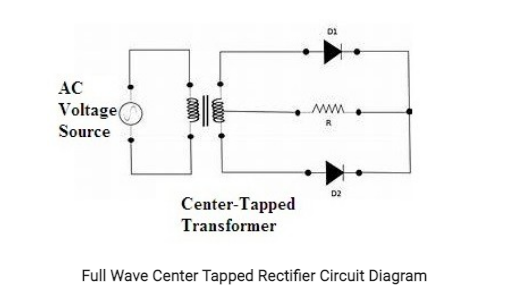 D1
AC
Voltage
Source
R
D2
Center-Tapped
Transformer
Full Wave Center Tapped Rectifier Circuit Diagram